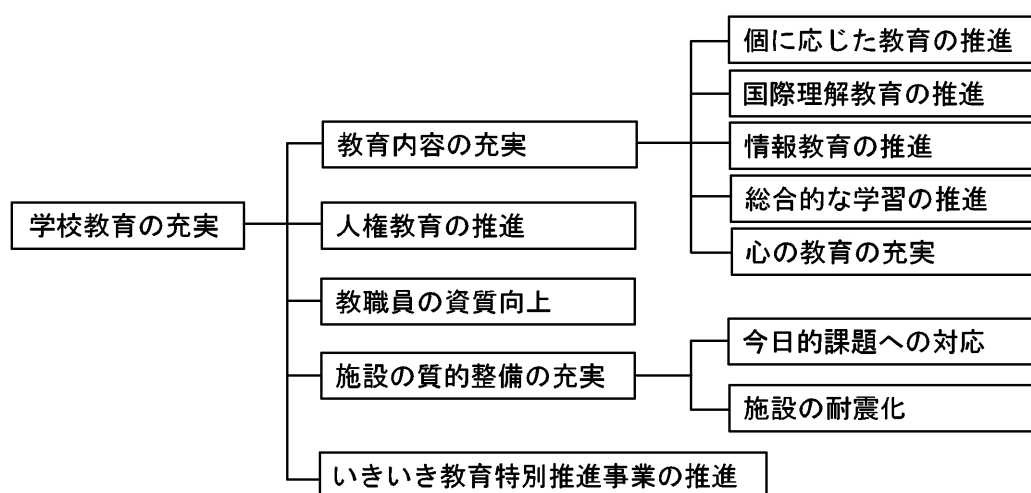 学校教育の充実
教育内容の充実
個に応じた教育の推進
国際理解教育の推進
情報教育の推進
総合的な学習の推進
心の教育の充実
人権教育の推進
教職員の資質向上
施設の質的整備の充実
今日的課題への対応
施設の耐震化
いきいき教育特別推進事業の推進